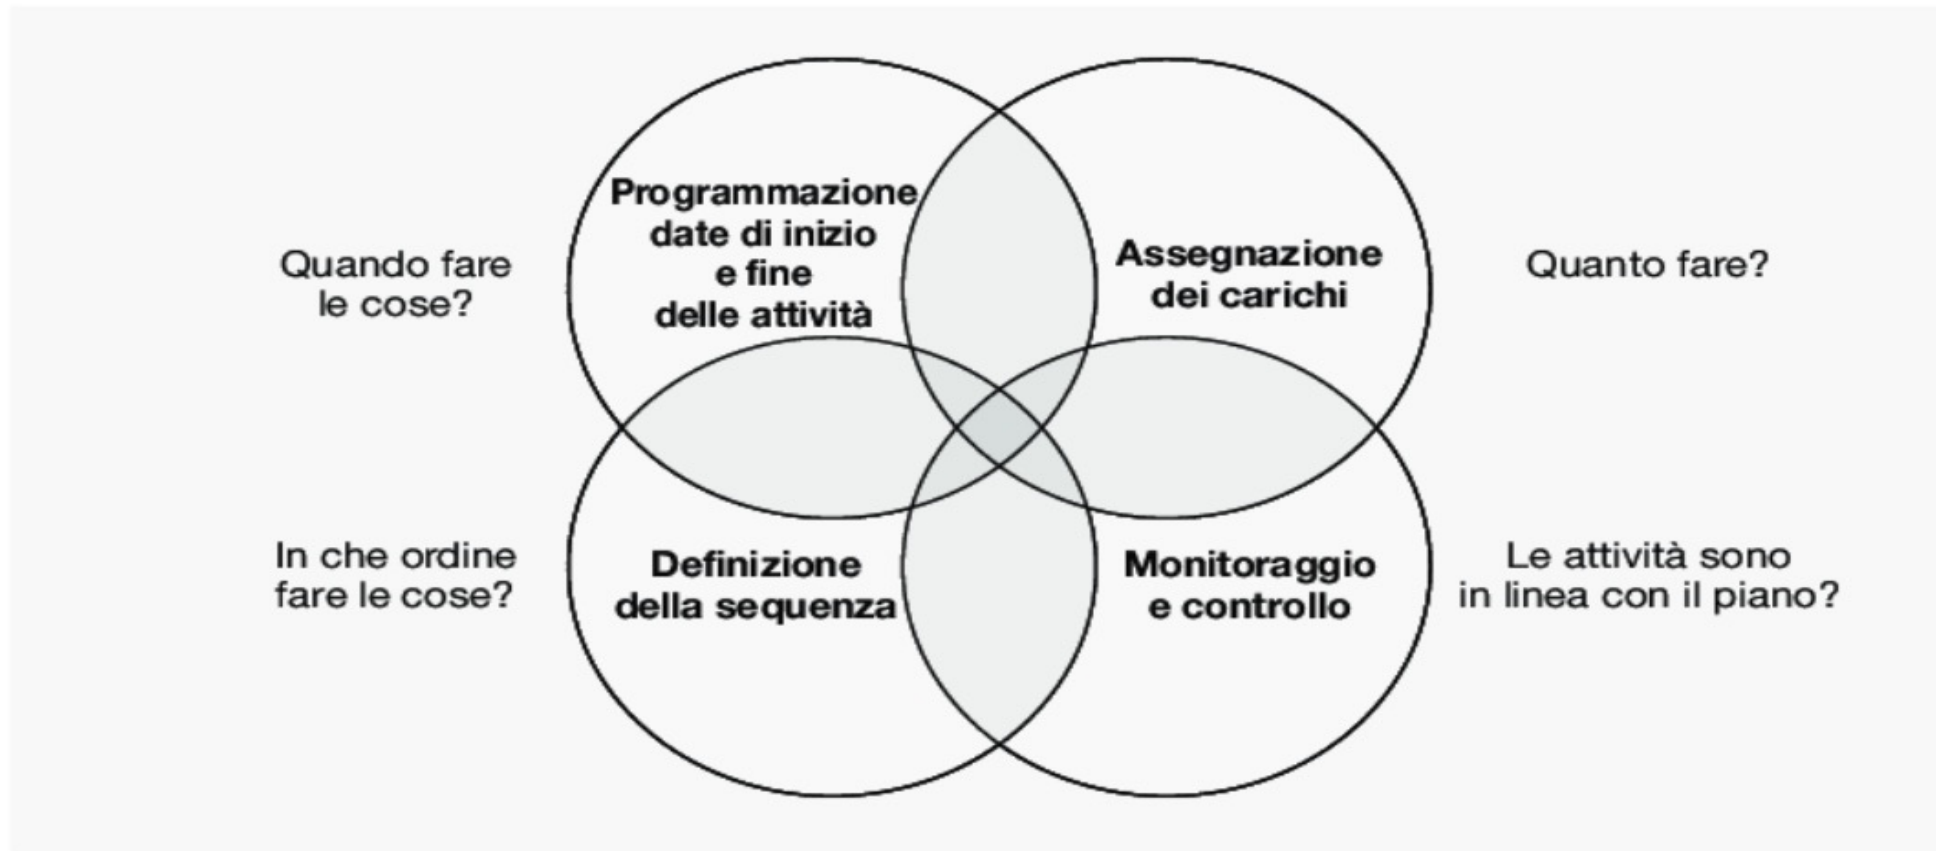 Quando fare
le cose?
Programmazione
date di inizio
e fine
delle attività
Assegnazione
dei carichi
Quanto fare?
In che ordine
fare le cose?
Definizione
della sequenza
Monitoraggio
e controllo
Le attività sono
in linea con il piano?